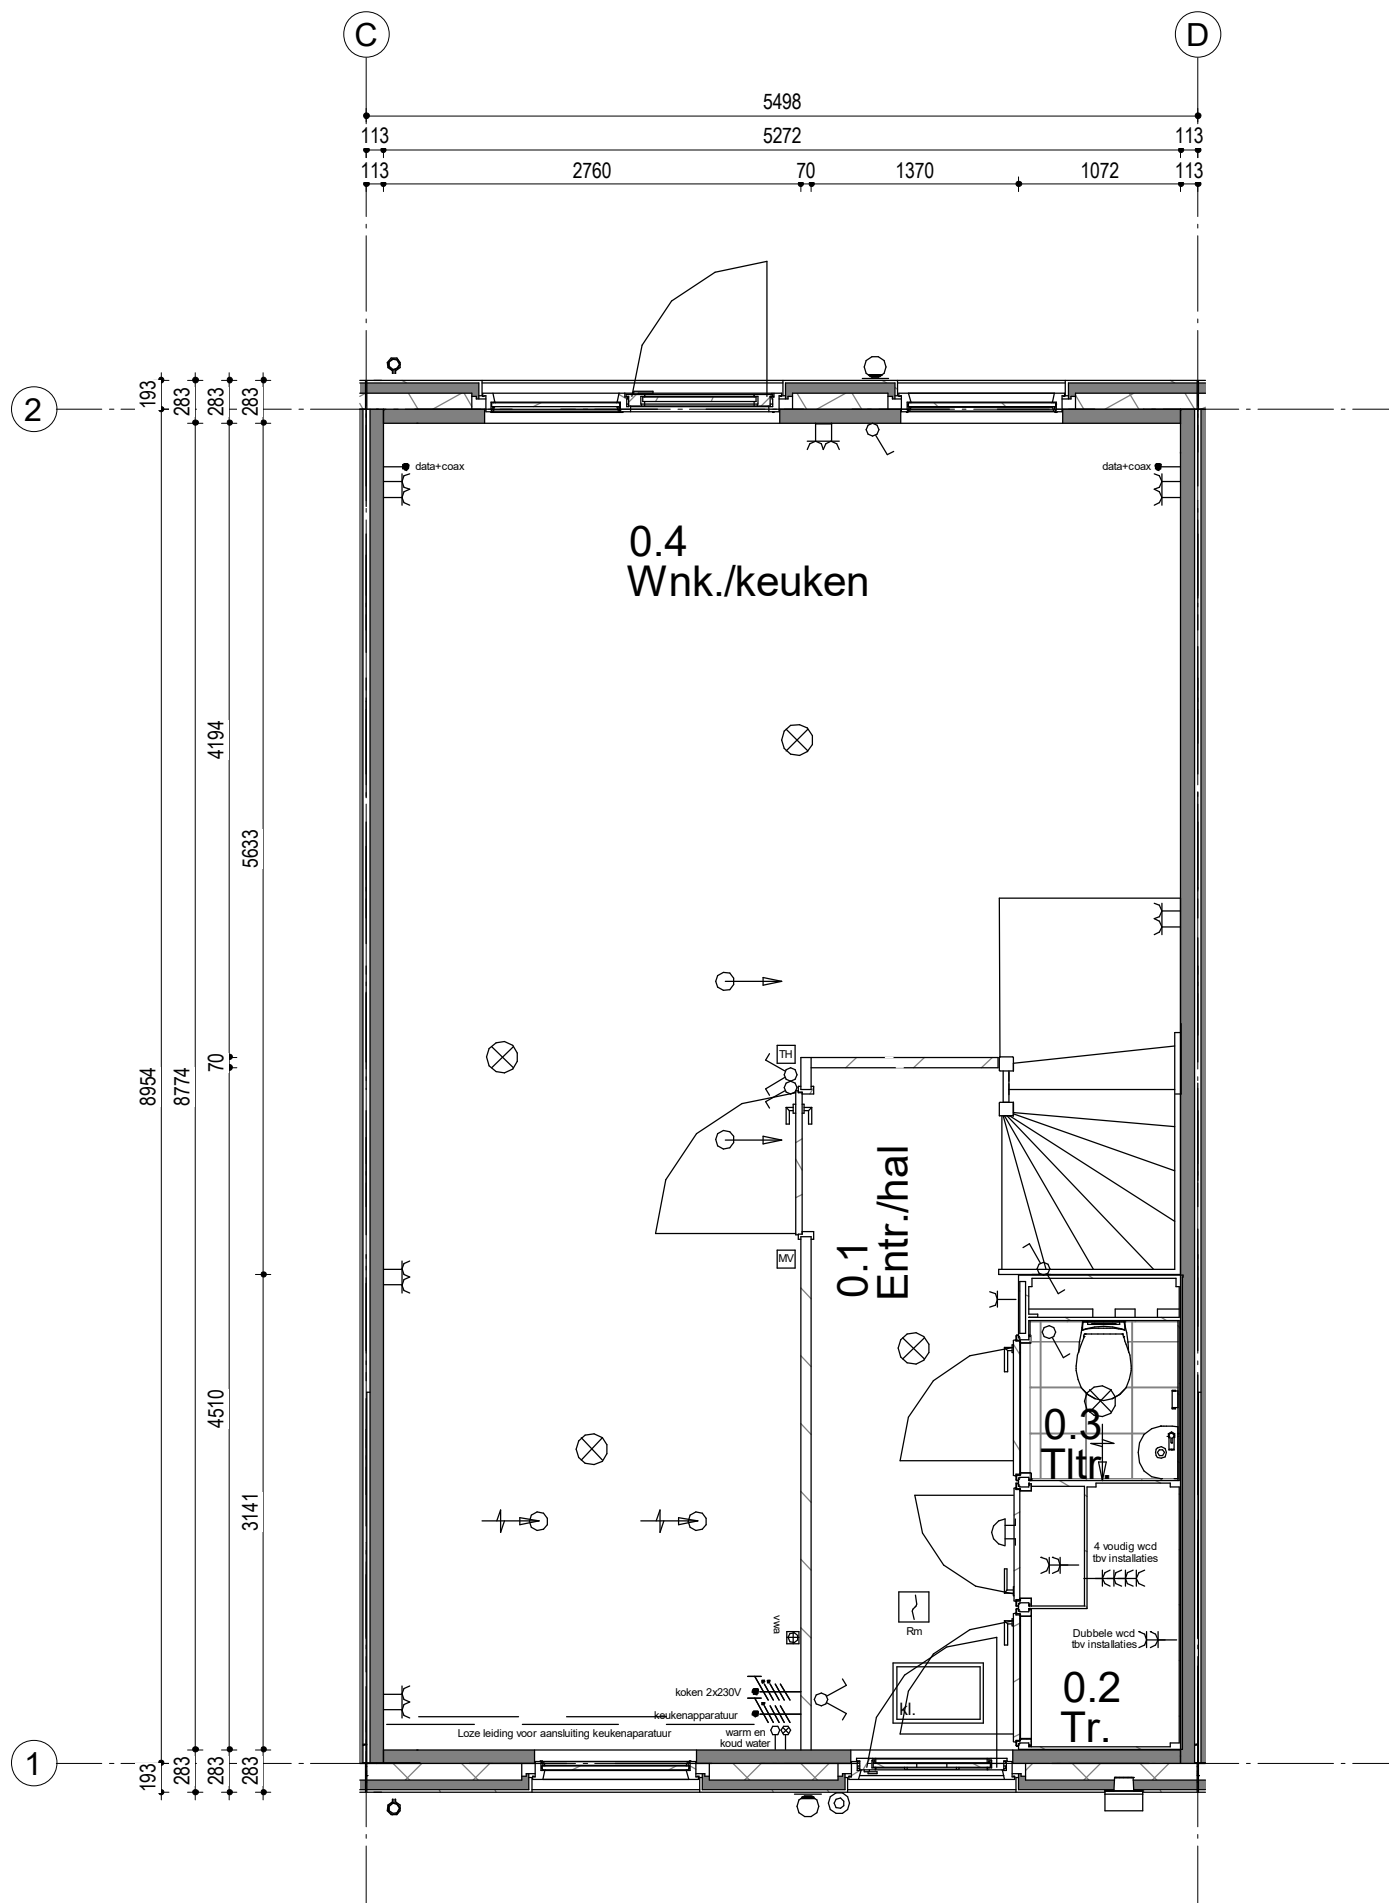 C
D
5498
113
5272
113
113
2760
70
1370
1072
113
2
193
283
283
283
data+coax
data+coax
0.4
Wnk./keuken
4194
5633
TH
70
8954
8774
0.1
Entr./hal
MV
4510
3141
0.3
Tltr.
4 voudig wcd
tbv installaties
Rm
vwa
Dubbele wcd
tbv installaties
koken 2x230V
keukenapparatuur
kl.
0.2
Tr.
Loze leiding voor aansluiting keukenaparatuur
warm en
koud water
1
193
283
283
283